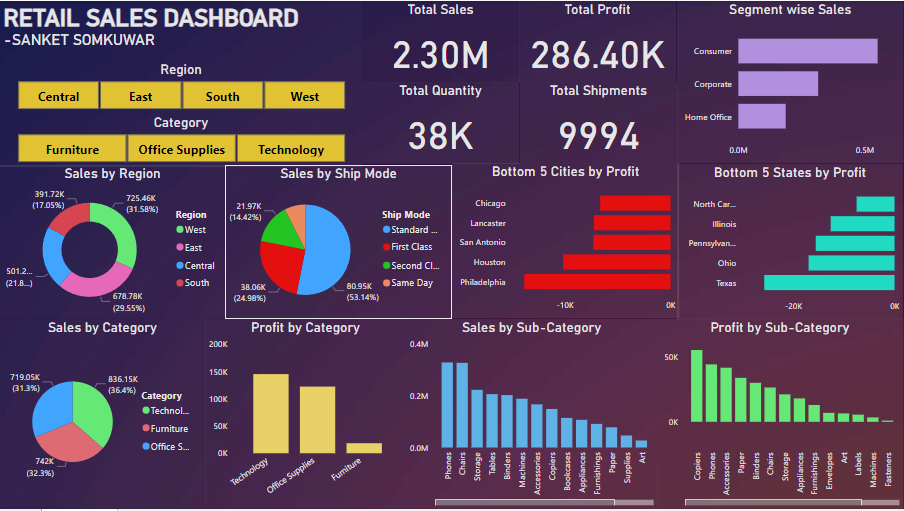 RETAIL SALES DASHBOARD
-SANKET SOMKUWAR
Region
Central East South West
Category
Furniture Office Supplies Technology
Total Sales
2.30M
Total Profit
286.40K
Total Quantity
38K
Total Shipments
9994
Segment wise Sales
Consumer
Corporate
Home Office
0.0M 0.5M
Sales by Region
391.72K
(17.05%)
725.46K
(31.58%)
501.2...
(21.8...)
678.78K
(29.55%)
Region
West
East
Central
South
Sales by Ship Mode
21.97K
(14.42%)
38.06K
(24.98%)
80.95K
(53.14%)
Ship Mode
Standard ...
First Class
Second Cl...
Same Day
Bottom 5 Cities by Profit
Chicago
Lancaster
San Antonio
Houston
Philadelphia
-10K 0K
Bottom 5 States by Profit
North Car...
Illinois
Pennsylvan...
Ohio
Texas
-20K 0K
Sales by Category
719.05K
(31.3%)
836.15K
(36.4%)
742K
(32.3%)
Category
Technol...
Furniture
Office S...
Profit by Category
200K
150K
100K
50K
0K
Technology
Office Supplies
Furniture
Sales by Sub-Category
0.4M
0.2M
0.0M
Phones
Chairs
Storage
Tables
Binders
Machines
Accessories
Copiers
Bookcases
Appliances
Furnishings
Paper
Supplies
Art
Profit by Sub-Category
50K
0K
Copiers
Phones
Accessories
Paper
Binders
Chairs
Storage
Appliances
Furnishings
Envelopes
Art
Labels
Machines
Fasteners